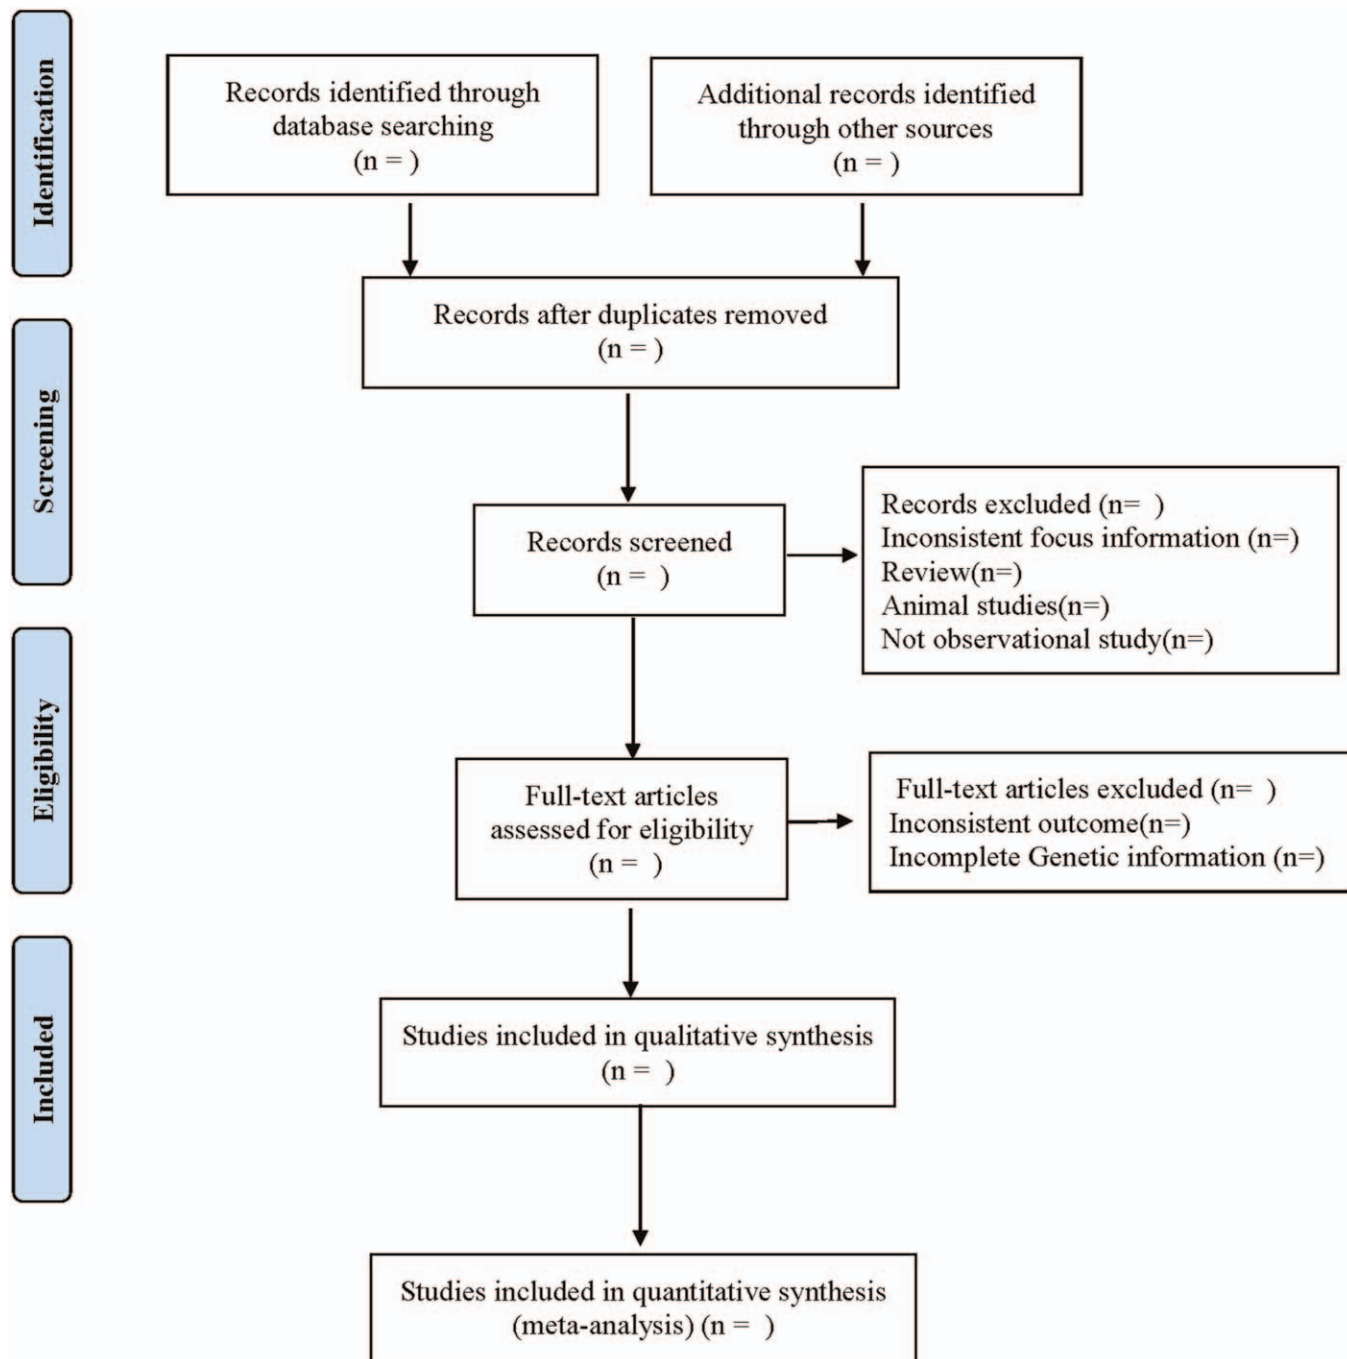 Identification
Records identified through
database searching
(n = )
Additional records identified
through other sources
(n = )
Records after duplicates removed
(n = )
Screening
Records screened
(n =  )
Records excluded (n=  )
Inconsistent focus information (n=)
Review(n=)
Animal studies(n=)
Not observational study(n=)
Eligibility
Full-text articles
assessed for eligibility
(n =  )
Full-text articles excluded (n=  )
Inconsistent outcome(n=)
Incomplete Genetic information (n=)
Included
Studies included in qualitative synthesis
(n =  )
Studies included in quantitative synthesis
(meta-analysis) (n =  )